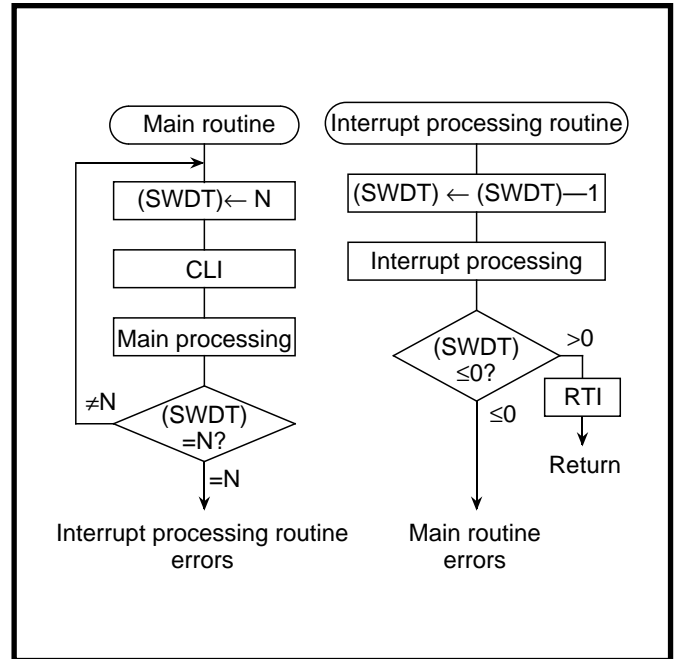 Main routine
(SWDT)← N
CLI
Main processing
≠N
(SWDT)
=N?
=N
Interrupt processing routine
errors
Interrupt processing routine
(SWDT) ← (SWDT)—1
Interrupt processing
(SWDT)
≤0?
>0
RTI
Return
≤0
Main routine
errors